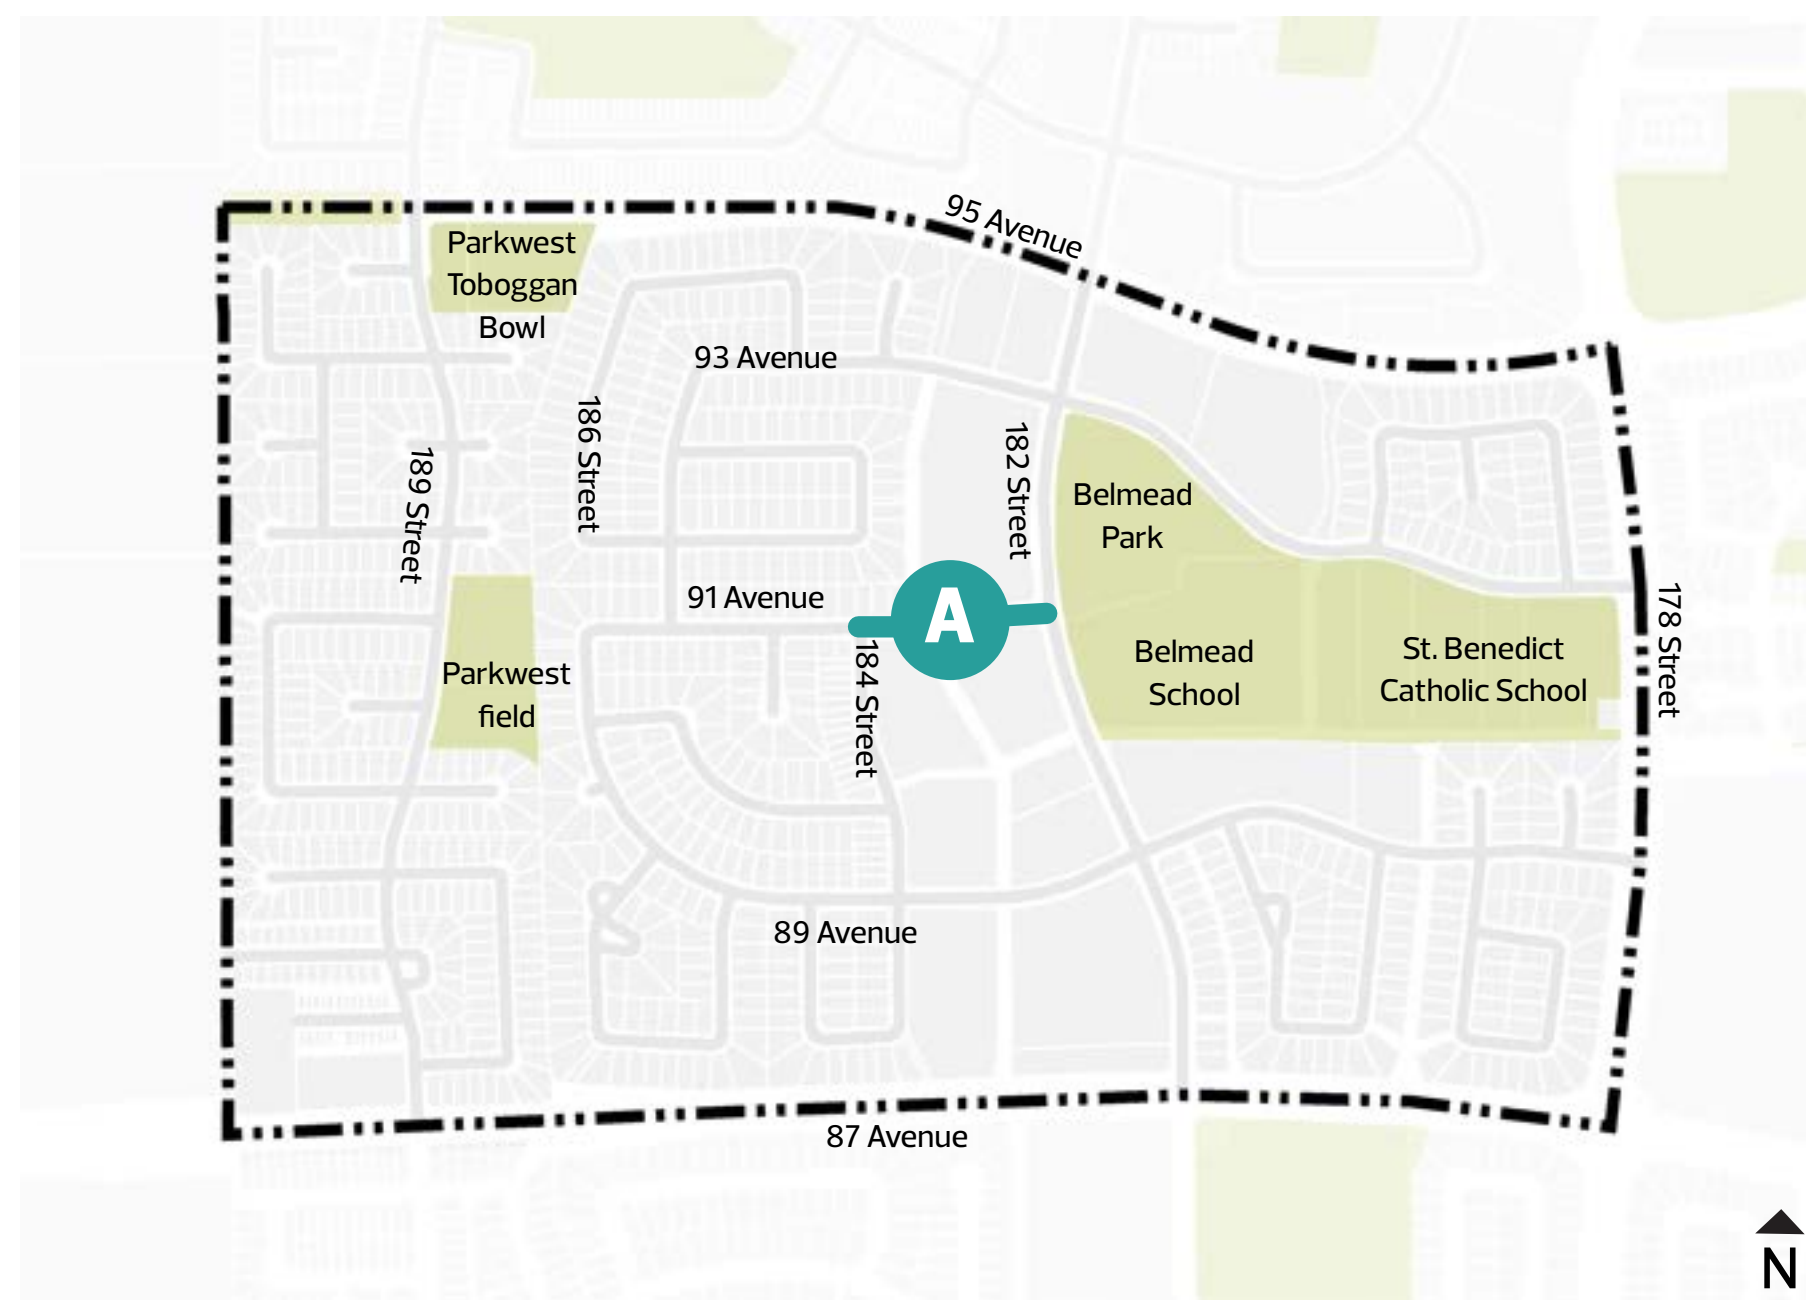 95 Avenue
Parkwest
Toboggan
Bowl
93 Avenue
186 Street
182 Street
189 Street
Belmead
Park
91 Avenue
A
178 Street
Parkwest
field
184 Street
Belmead
School
St. Benedict
Catholic School
89 Avenue
87 Avenue
N